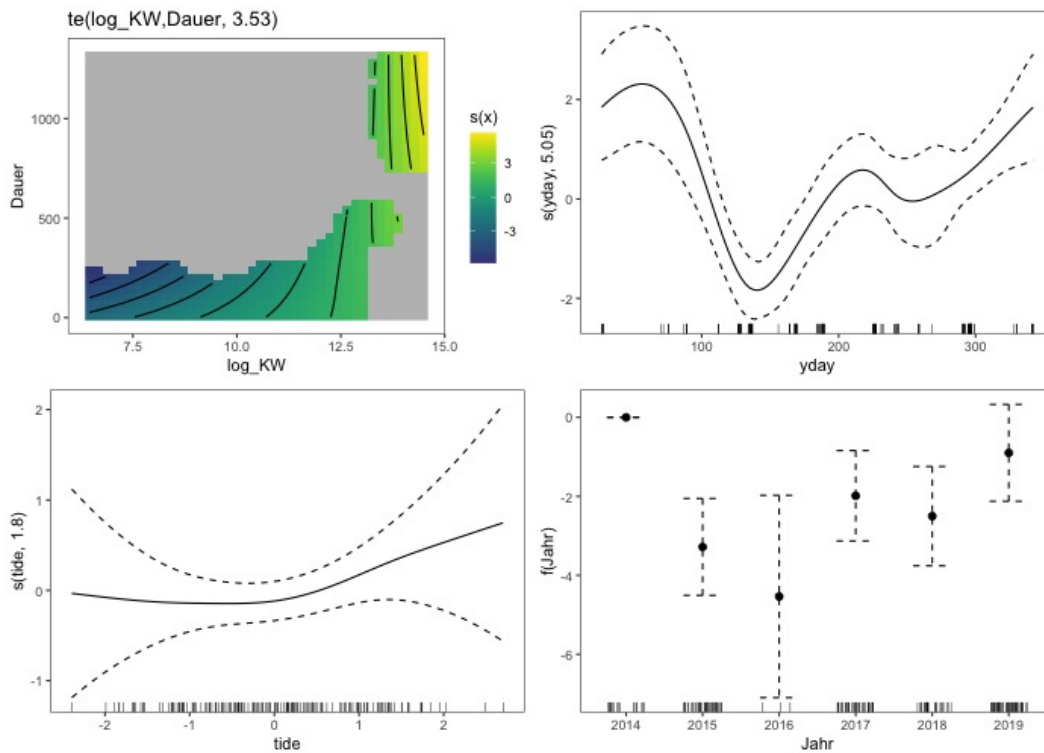 te(log_KW,Dauer, 3.53)
Dauer
1000
500
0
7.5 10.0 12.5 15.0
log_KW
s(x)
3
0
-3
s(yday, 5.05)
2
0
-2
100 200 300
yday
s(tide, 1.8)
2
1
0
-1
-2 -1 0 1 2
tide
f(Jahr)
0
-2
-4
-6
2014 2015 2016 2017 2018 2019
Jahr